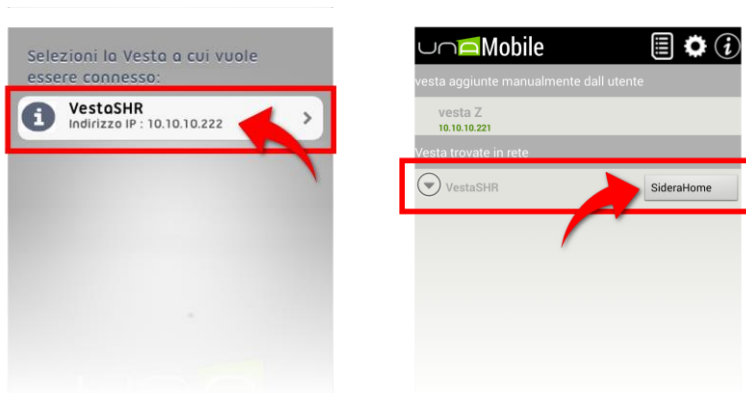 Selezioni la Vesta a cui vuole
essere connesso:
VestaSHR
Indirizzo IP : 10.10.10.222
unaMobile
vesta aggiunte manualmente dall utente
vesta Z
10.10.10.221
Vesta trovate in rete
VestaSHR
SideraHome